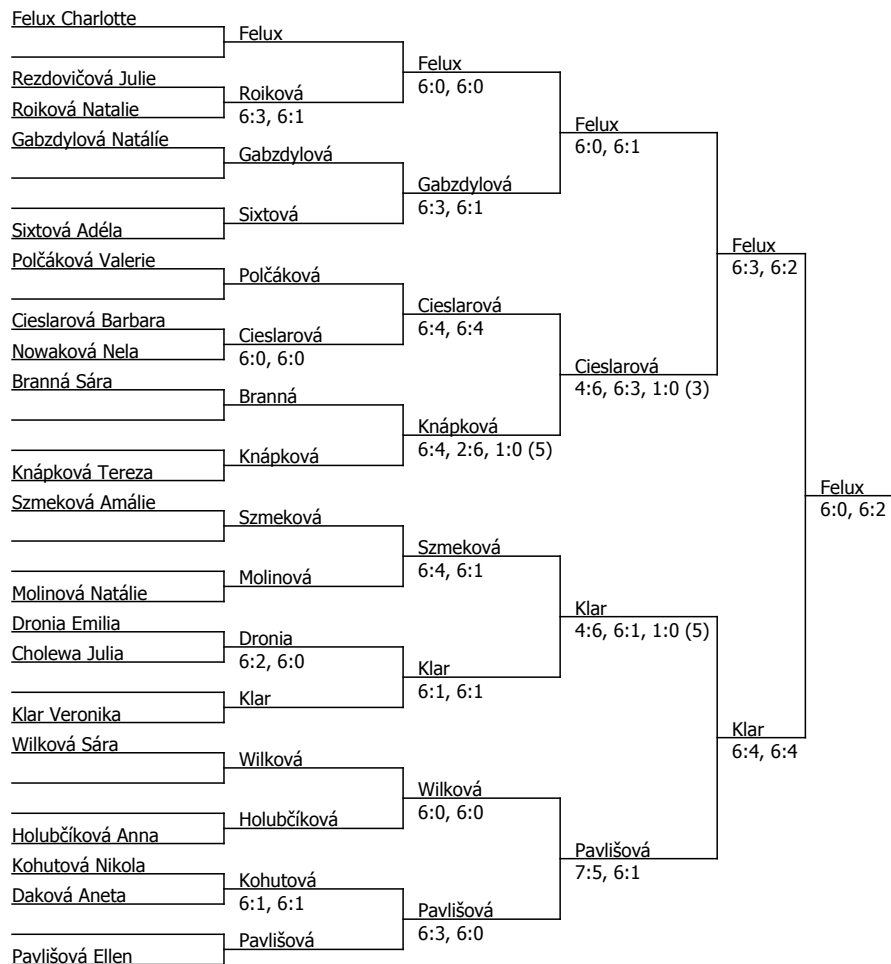 Felux Charlotte
Rezdovičová Julie
Roiková Natalie
Gabzdylová Natálíe
Sixtová Adéla
Polčáková Valerie
Cieslarová Barbara
Nowaková Nela
Branná Sára
Knápková Tereza
Szmeková Amálie
Molinová Natálie
Dronia Emilia
Cholewa Julia
Klar Veronika
Wilková Sára
Holubčíková Anna
Kohutová Nikola
Daková Aneta
Pavlišová Ellen
Felux
Roiková
6:3, 6:1
Gabzdylová
Sixtová
Polčáková
Cieslarová
6:0, 6:0
Branná
Knápková
Szmeková
Molinová
Dronia
6:2, 6:0
Klar
Wilková
Holubčíková
Kohutová
6:1, 6:1
Pavlišová
Felux
6:0, 6:0
Gabzdylová
6:3, 6:1
Cieslarová
6:4, 6:4
Knápková
6:4, 2:6, 1:0 (5)
Szmeková
6:4, 6:1
Klar
6:1, 6:1
Wilková
6:0, 6:0
Pavlišová
6:3, 6:0
Felux
6:0, 6:1
Cieslarová
4:6, 6:3, 1:0 (3)
Klar
4:6, 6:1, 1:0 (5)
Pavlišová
7:5, 6:1
Felux
6:3, 6:2
Klar
6:4, 6:4
Felux
6:0, 6:2